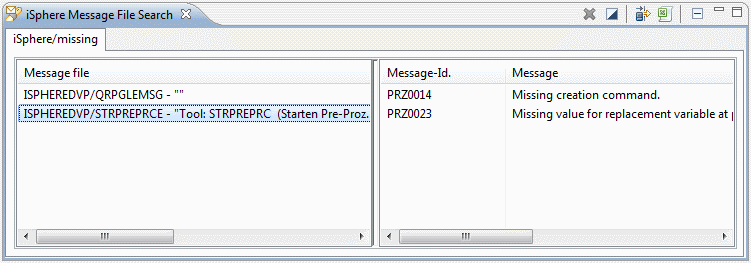 iSphere Message File Search
iSphere/missing
Message file
ISPHEREDVP/QRPGLEMSG - ""
ISPHEREDVP/STRPREPRCE - "Tool: STRPREPRC (Starten Pre-Proz.
Message-Id. Message
PRZ0014 Missing creation command.
PRZ0023 Missing value for replacement variable at